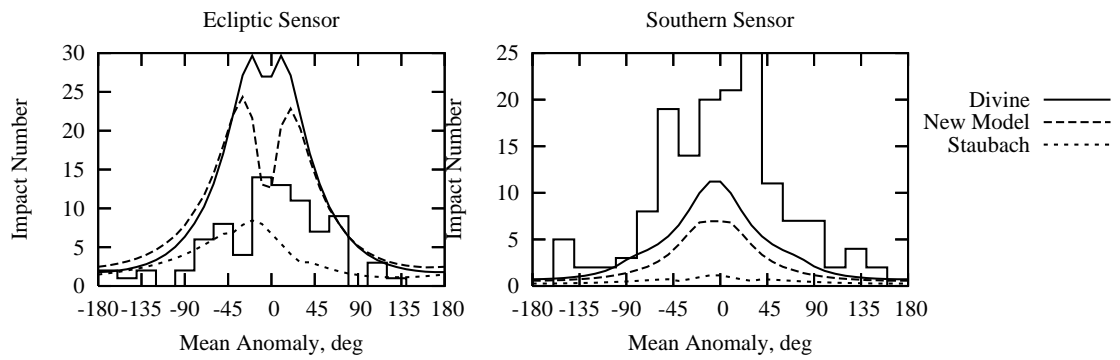 Ecliptic Sensor
Impact Number
30
25
20
15
10
5
0
-180 -135 -90 -45 0 45 90 135 180
Mean Anomaly, deg
Southern Sensor
Impact Number
25
20
15
10
5
0
-180 -135 -90 -45 0 45 90 135 180
Mean Anomaly, deg
Divine
New Model
Staubach